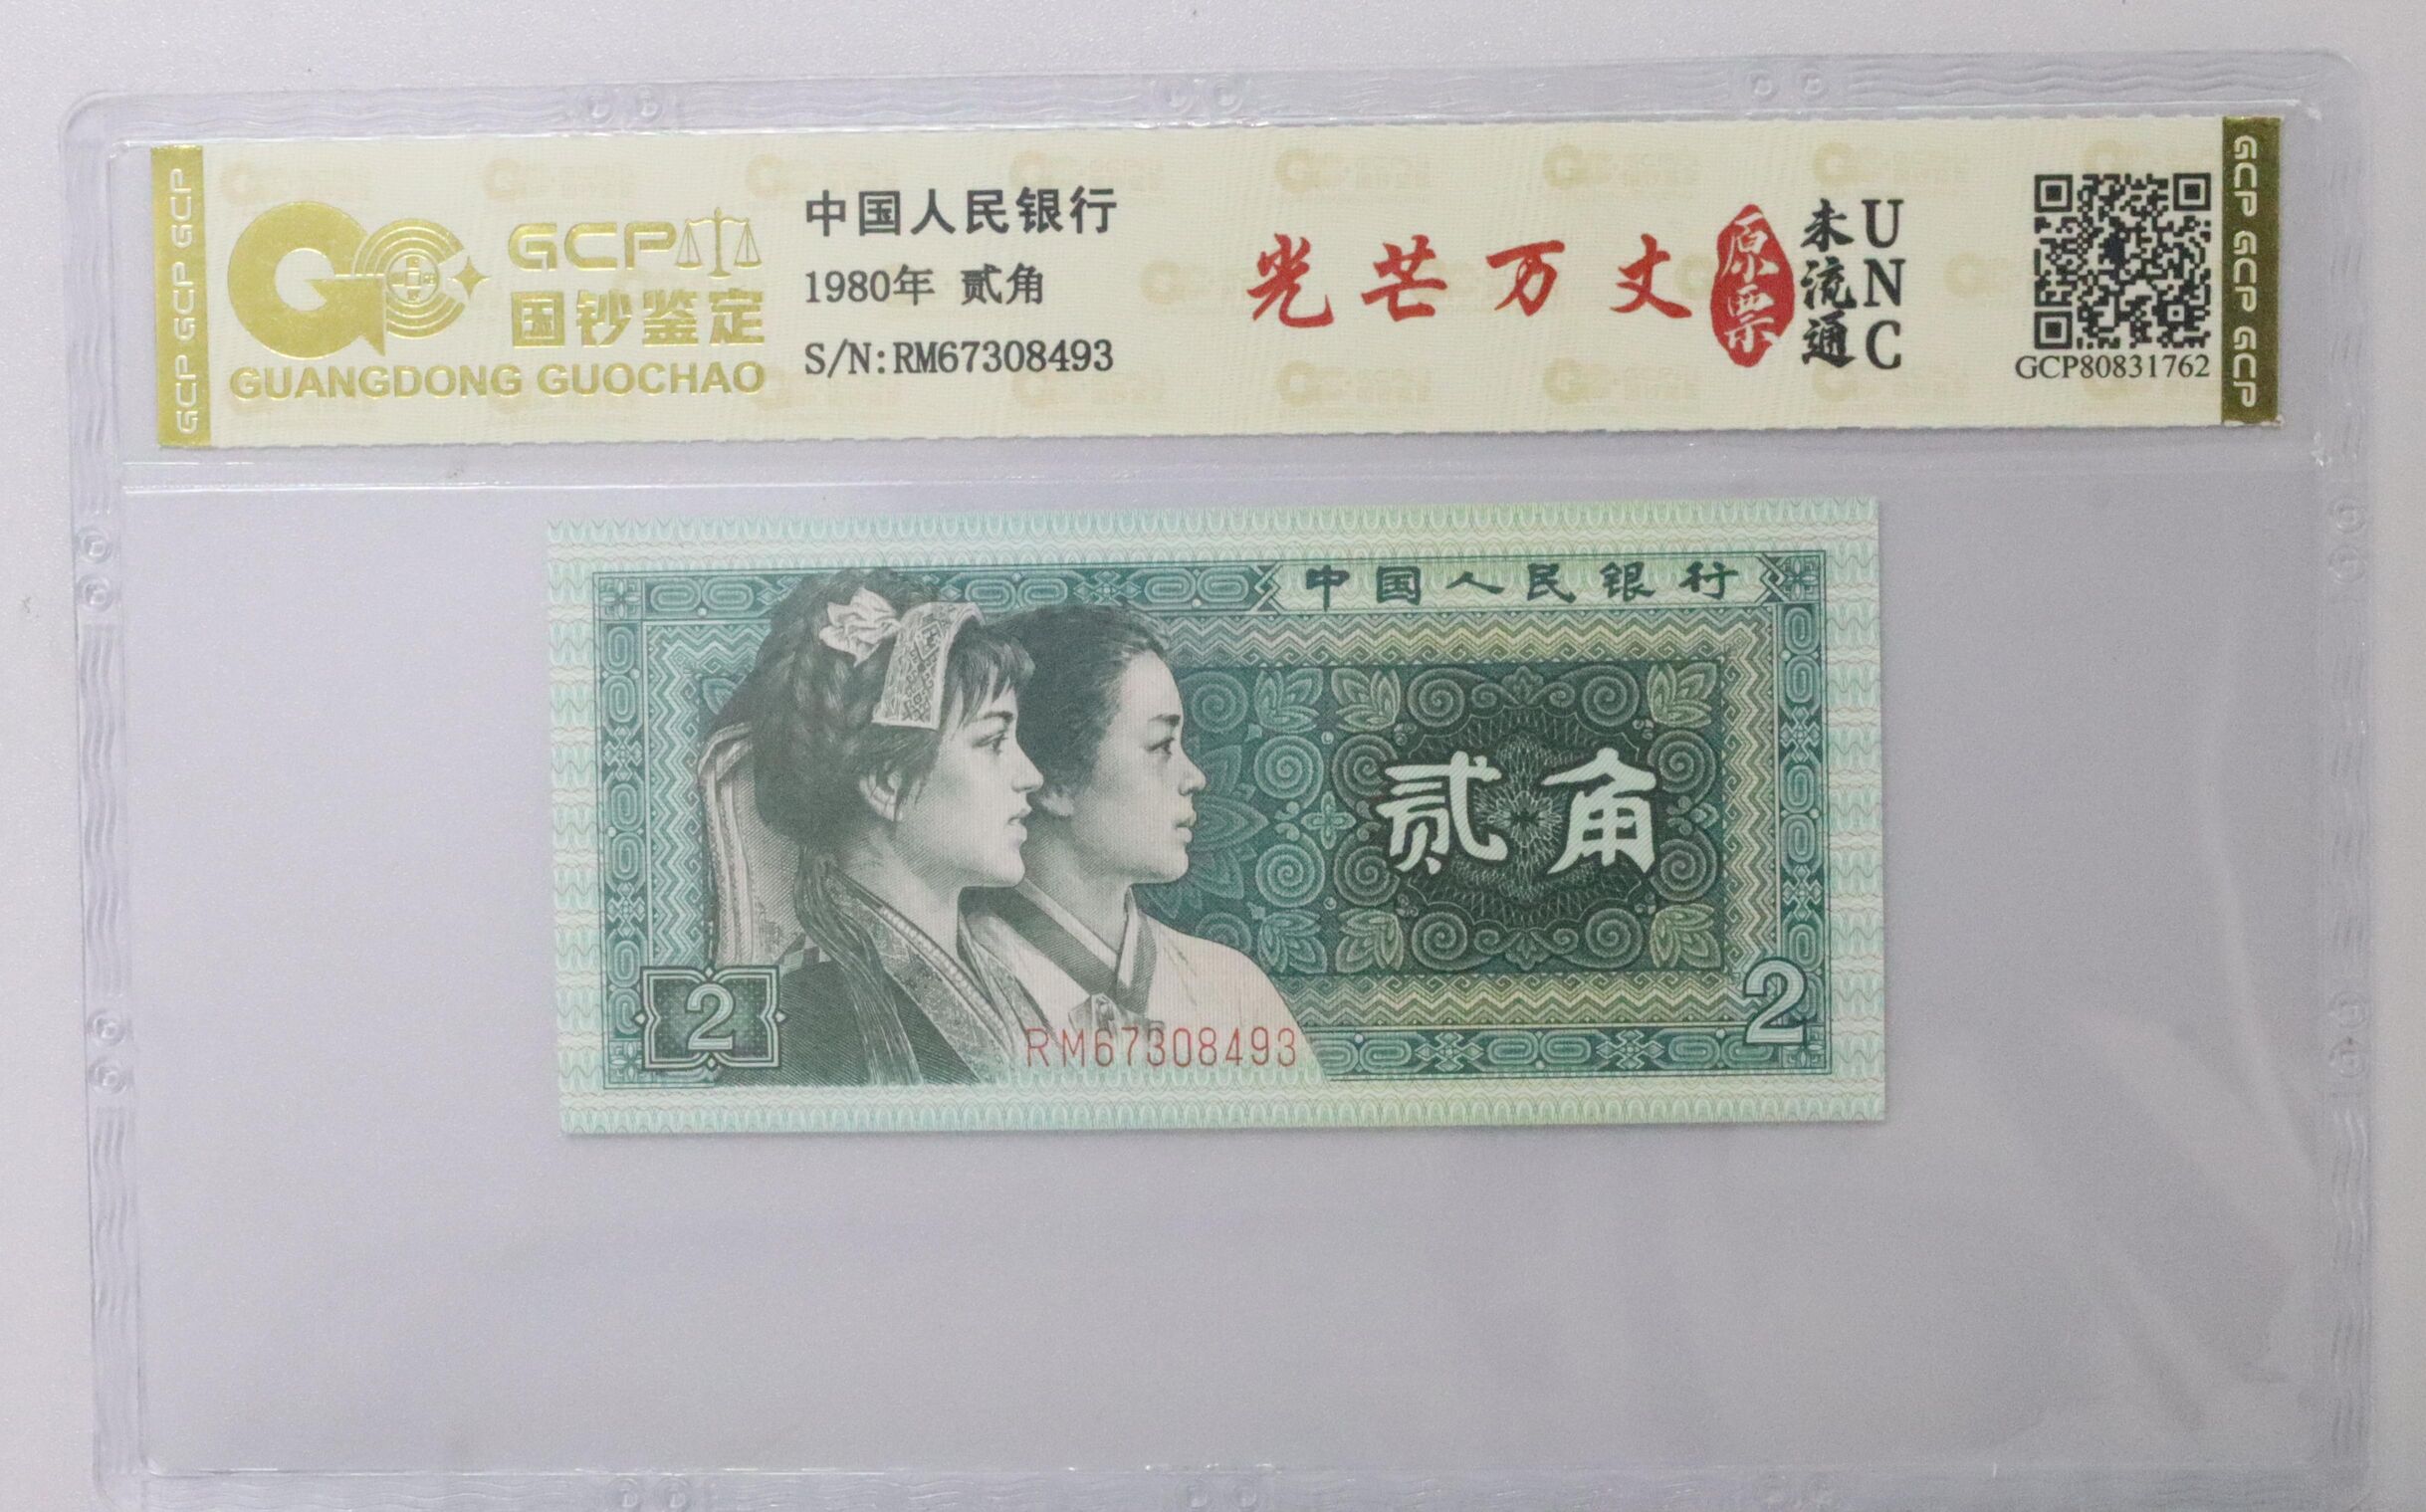 GCP GCP GCP
GCP
国钞鉴定
GUANGDONG GUOCHAO
中国人民银行
1980年 贰角
S/N:RM67308493
光芒万丈
原票
未流通
UNC
GCP80831762
GCP GCP GCP
中国人民银行
贰角
2
2
RM67308493